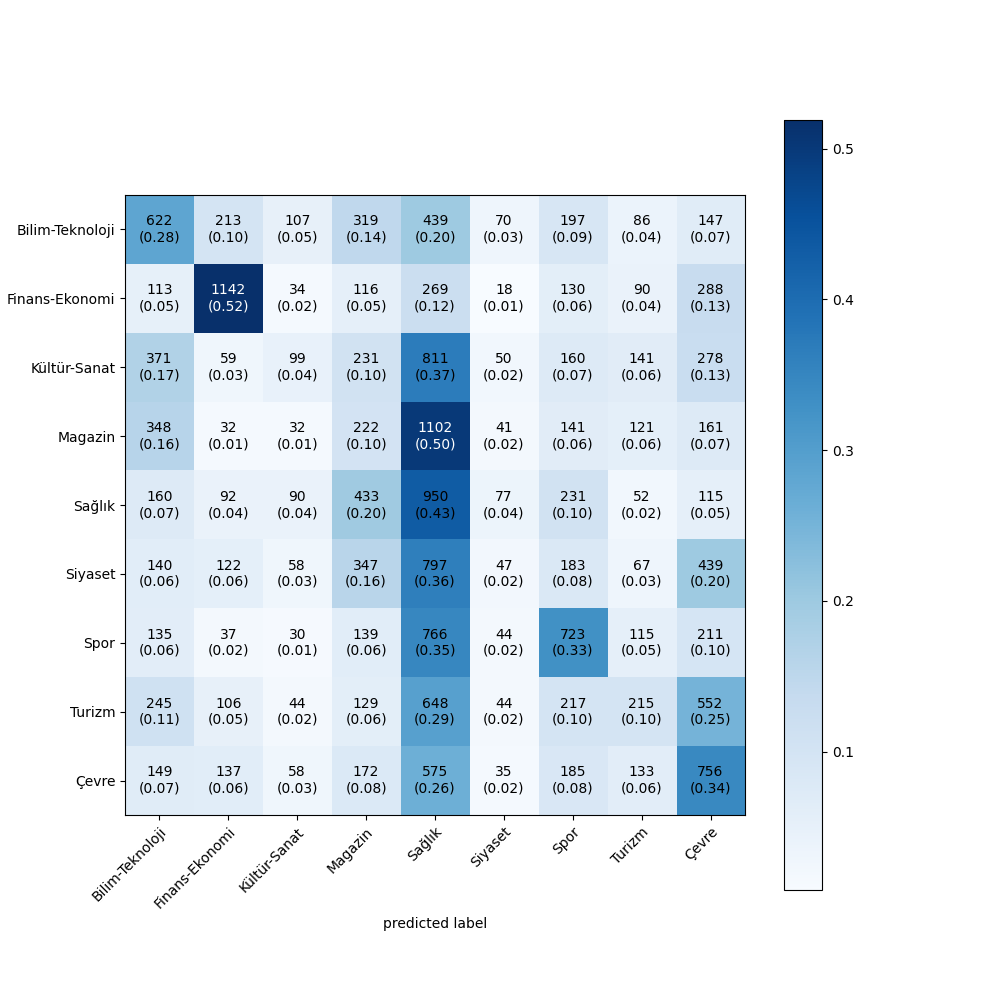 Bilim-Teknoloji 622 213 107 319 439 70 197 86 147
(0.28) (0.10) (0.05) (0.14) (0.20) (0.03) (0.09) (0.04) (0.07)
Finans-Ekonomi 113 1142 34 116 269 18 130 90 288
(0.05) (0.52) (0.02) (0.05) (0.12) (0.01) (0.06) (0.04) (0.13)
Kültür-Sanat 371 59 99 231 811 50 160 141 278
(0.17) (0.03) (0.04) (0.10) (0.37) (0.02) (0.07) (0.06) (0.13)
Magazin 348 32 32 222 1102 41 141 121 161
(0.16) (0.01) (0.01) (0.10) (0.50) (0.02) (0.06) (0.06) (0.07)
Sağlık 160 92 90 433 950 77 231 52 115
(0.07) (0.04) (0.04) (0.20) (0.43) (0.04) (0.10) (0.02) (0.05)
Siyaset 140 122 58 347 797 47 183 67 439
(0.06) (0.06) (0.03) (0.16) (0.36) (0.02) (0.08) (0.03) (0.20)
Spor 135 37 30 139 766 44 723 115 211
(0.06) (0.02) (0.01) (0.06) (0.35) (0.02) (0.33) (0.05) (0.10)
Turizm 245 106 44 129 648 44 217 215 552
(0.11) (0.05) (0.02) (0.06) (0.29) (0.02) (0.10) (0.10) (0.25)
Çevre 149 137 58 172 575 35 185 133 756
(0.07) (0.06) (0.03) (0.08) (0.26) (0.02) (0.08) (0.06) (0.34)
Bilim-Teknoloji Finans-Ekonomi Kültür-Sanat Magazin Sağlık Siyaset Spor Turizm Çevre
predicted label
0.5
0.4
0.3
0.2
0.1